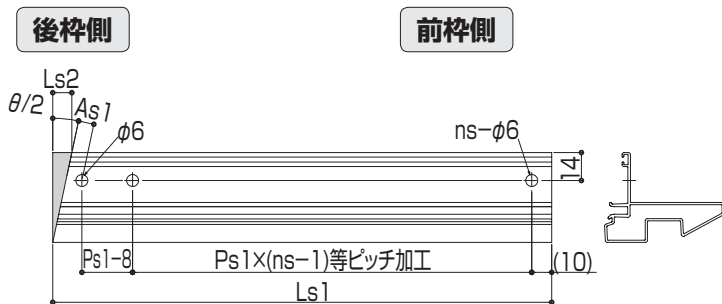 後枠側
前枠側
Ls2
θ/2
As1
φ6
ns-φ6
14
Ps1-8
Ps1×(ns-1)等ピッチ加工
(10)
Ls1